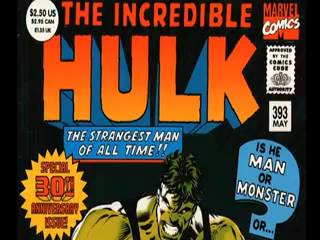 $2.50 US
$2.95 CAN
£1.35 UK
THE INCREDIBLE
HULK
MARVEL
COMICS
APPROVED
BY THE
COMICS
CODE
AUTHORITY
393
MAY
THE STRANGEST MAN
OF ALL TIME!!
SPECIAL
30TH
ANNIVERSARY
ISSUE!
IS HE
MAN
OR
MONSTER
OR...